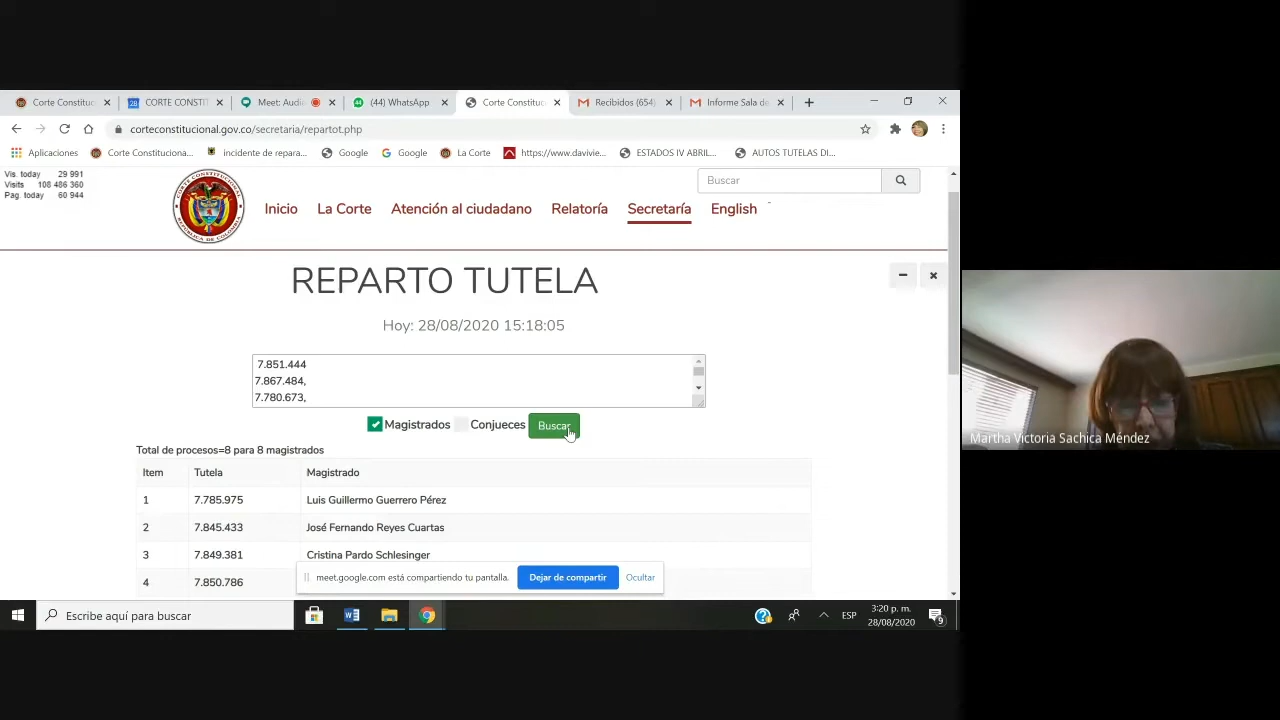 Corte Constituc
CORTE CONSTIT
Meet: Audi
(44) WhatsApp
Corte Constituc
Recibidos (654)
Informe Sala de
corteconstitucional.gov.co/secretaria/repartot.php
Aplicaciones
Corte Constituciona...
incidente de repara...
Google
Google
La Corte
https://www.davivie...
ESTADOS IV ABRIL...
AUTOS TUTELAS DI...
Vis. today 29 991
Visits 108 486 360
Pag. today 60 944
Buscar
Inicio
La Corte
Atención al ciudadano
Relatoría
Secretaría
English
REPARTO TUTELA
Hoy: 28/08/2020 15:18:05
7.851.444
7.867.484,
7.780.673,
Magistrados Conjueces Buscar
Total de procesos=8 para 8 magistrados
Item Tutela Magistrado
1 7.785.975 Luis Guillermo Guerrero Pérez
2 7.845.433 José Fernando Reyes Cuartas
3 7.849.381 Cristina Pardo Schlesinger
4 7.850.786
meet.google.com está compartiendo tu pantalla. Dejar de compartir Ocultar
Escribe aquí para buscar
ESP
3:20 p. m.
28/08/2020
9
Martha Victoria Sachica Méndez